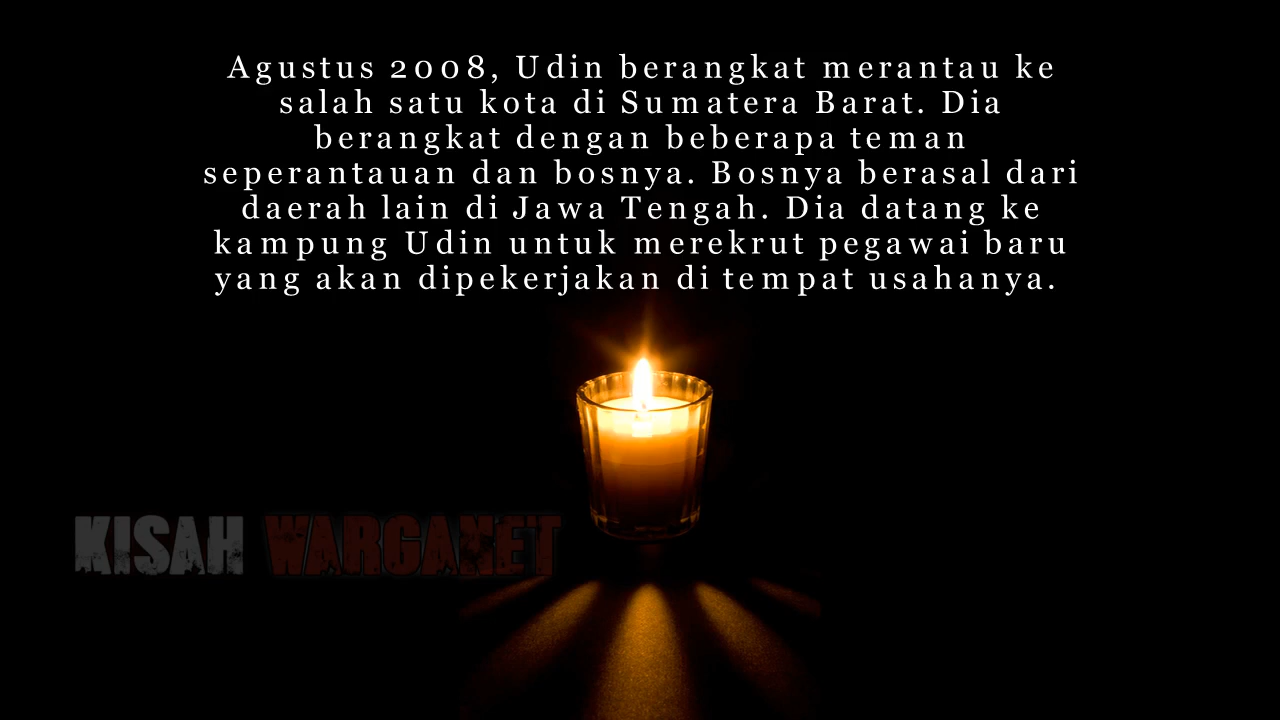 Agustus 2008, Udin berangkat merantau ke
salah satu kota di Sumatera Barat. Dia
berangkat dengan beberapa teman
seperantauan dan bosnya. Bosnya berasal dari
daerah lain di Jawa Tengah. Dia datang ke
kampung Udin untuk merekrut pegawai baru
yang akan dipekerjakan di tempat usahanya.
KISAH WARGANET